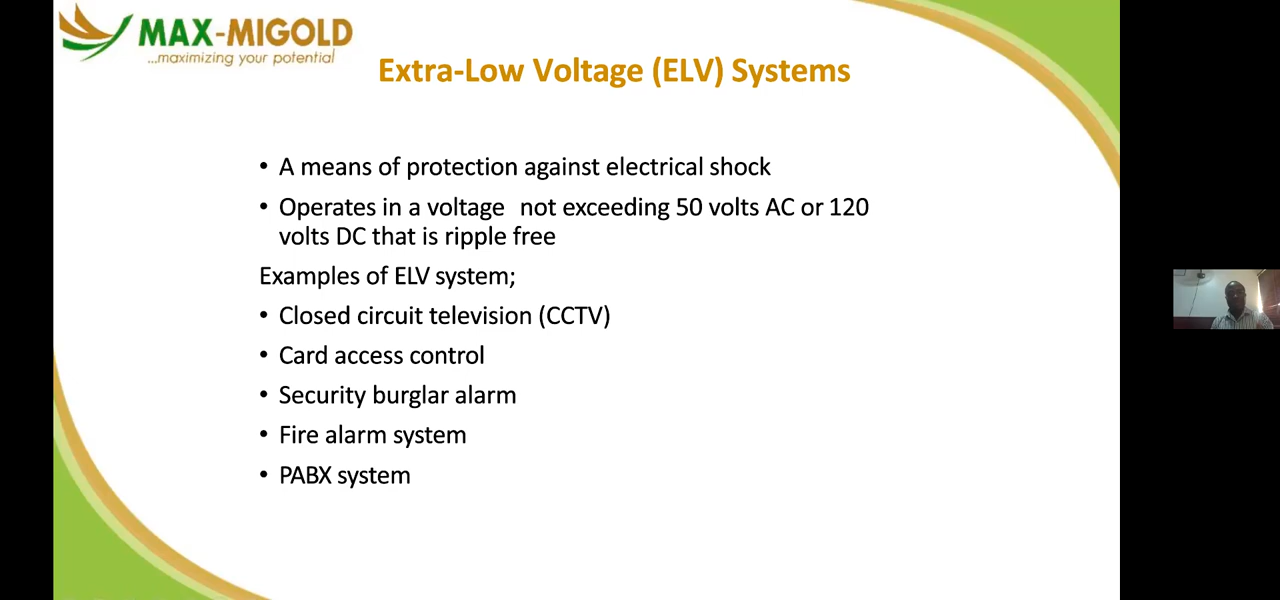 MAX-MIGOLD
...maximizing your potential
Extra-Low Voltage (ELV) Systems
• A means of protection against electrical shock
• Operates in a voltage  not exceeding 50 volts AC or 120
volts DC that is ripple free
Examples of ELV system;
• Closed circuit television (CCTV)
• Card access control
• Security burglar alarm
• Fire alarm system
• PABX system